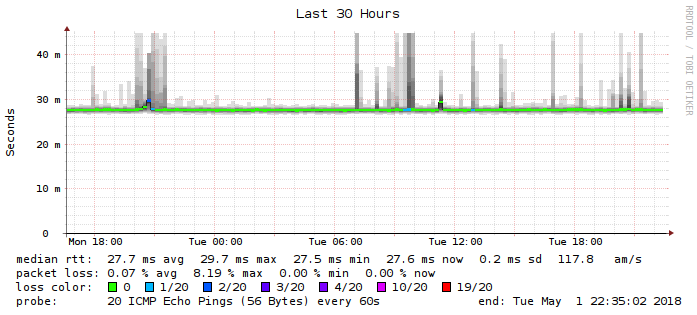 Last 30 Hours
RRDTOOL / TOBI OETIKER
Seconds
40 m
30 m
20 m
10 m
0
Mon 18:00 Tue 00:00 Tue 06:00 Tue 12:00 Tue 18:00
median rtt: 27.7 ms avg 29.7 ms max 27.5 ms min 27.6 ms now 0.2 ms sd 117.8 am/s
packet loss: 0.07 % avg 8.19 % max 0.00 % min 0.00 % now
loss color: 0 1/20 2/20 3/20 4/20 10/20 19/20
probe: 20 ICMP Echo Pings (56 Bytes) every 60s end: Tue May 1 22:35:02 2018